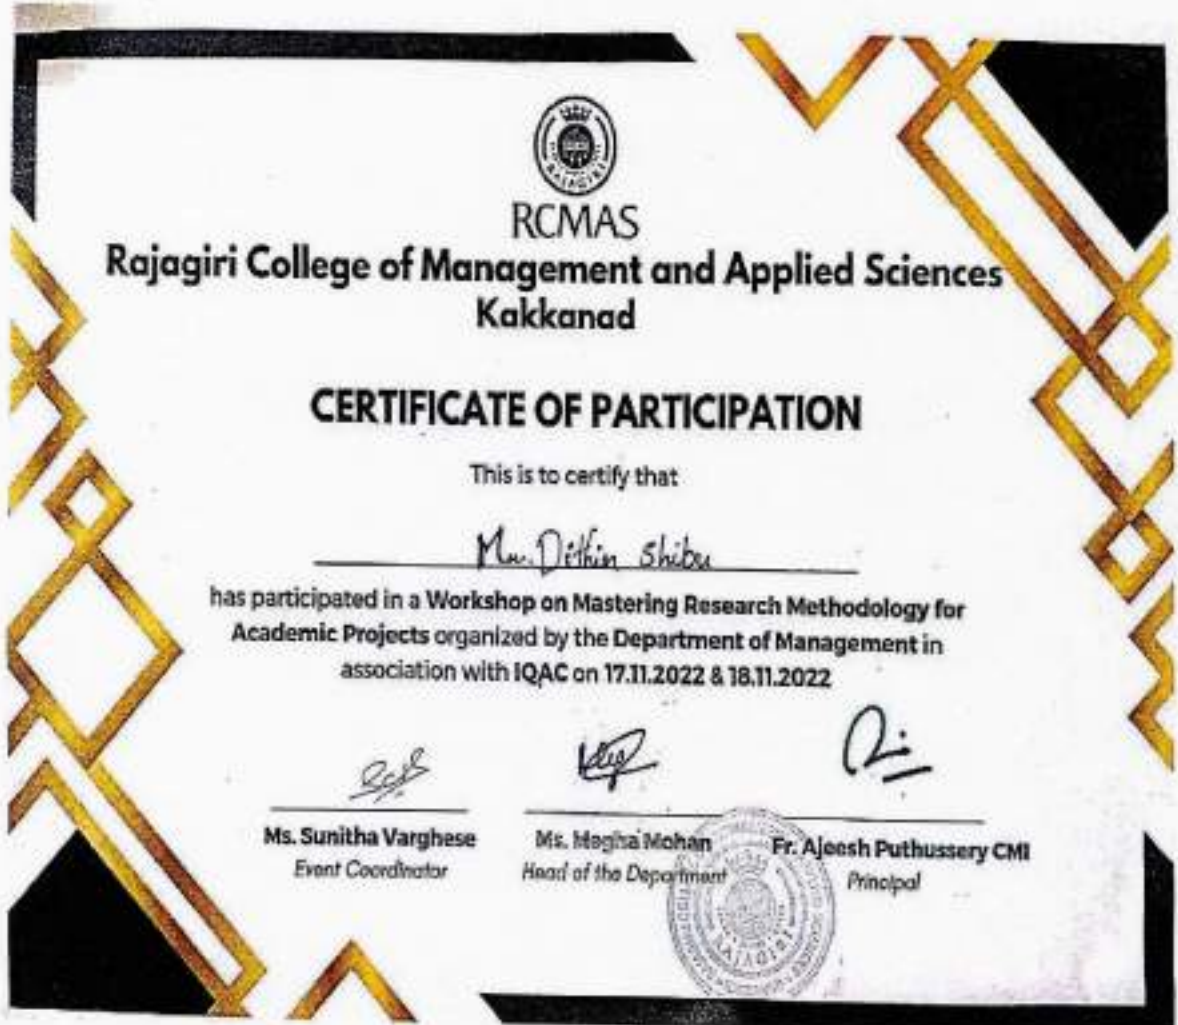 RAJAGIRI
RCMAS
Rajagiri College of Management and Applied Sciences
Kakkanad
CERTIFICATE OF PARTICIPATION
This is to certify that
Mr. Dithin Shibu
has participated in a Workshop on Mastering Research Methodology for
Academic Projects organized by the Department of Management in
association with IQAC on 17.11.2022 & 18.11.2022
Ms. Sunitha Varghese
Event Coordinator
Ms. Megha Mohan
Head of the Department
Fr. Ajeesh Puthussery CMI
Principal
RAJAGIRI